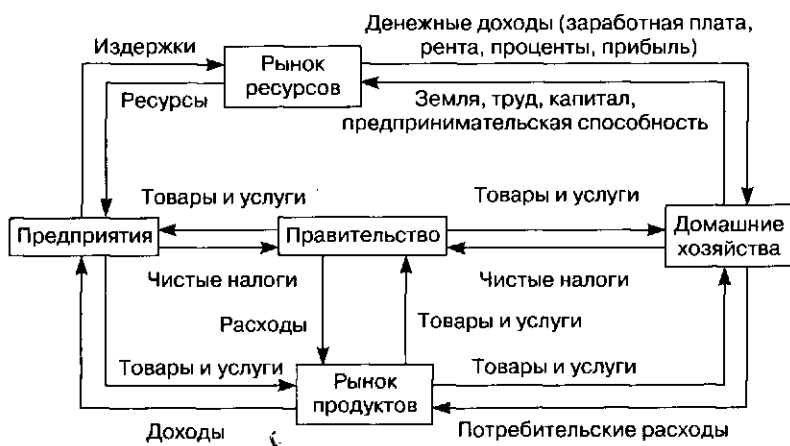 Денежные доходы (заработная плата,
рента, проценты, прибыль)
Издержки
Рынок
ресурсов
Ресурсы
Земля, труд, капитал,
предпринимательская способность
Товары и услуги
Товары и услуги
Предприятия
Правительство
Домашние
хозяйства
Чистые налоги
Чистые налоги
Расходы
Товары и услуги
Товары и услуги
Рынок
продуктов
Товары и услуги
Доходы
Потребительские расходы